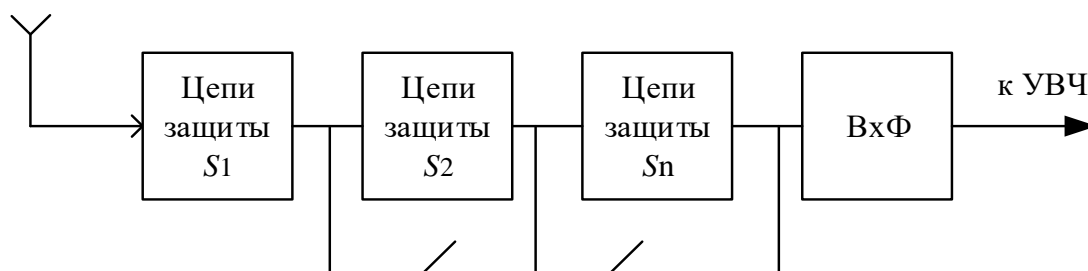 Цепи
защиты
S1
Цепи
защиты
S2
Цепи
защиты
Sn
ВхФ
к УВЧ